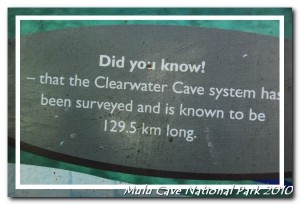 Did you know!
– that the Clearwater Cave system has
been surveyed and is known to be
129.5 km long.
Mulu Cave National Park 2010